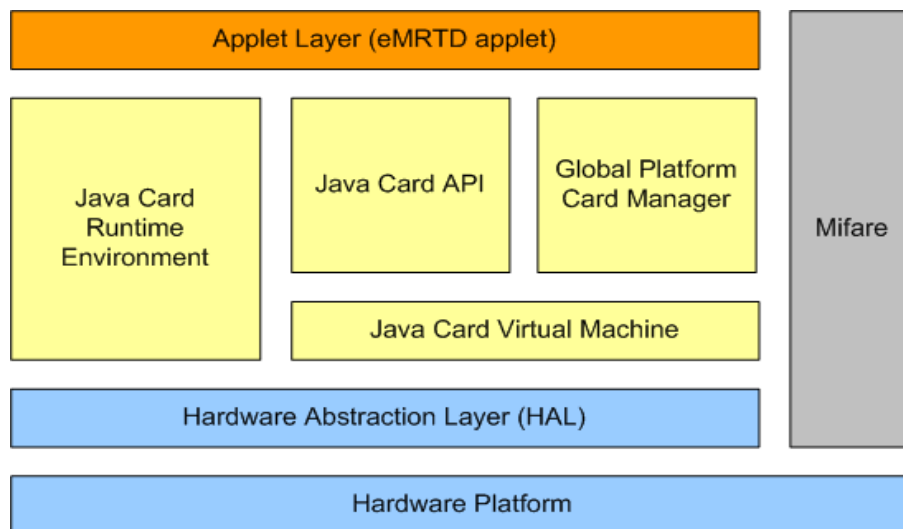 Applet Layer (eMRTD applet)
Java Card
Runtime
Environment
Java Card API
Global Platform
Card Manager
Mifare
Java Card Virtual Machine
Hardware Abstraction Layer (HAL)
Hardware Platform